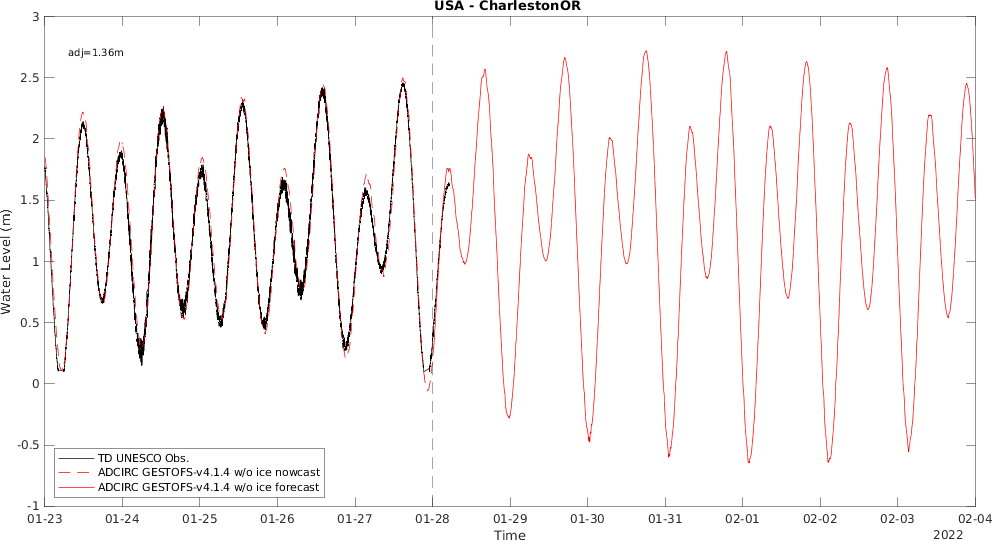 USA - CharlestonOR
adj=1.36m
3
2.5
2
1.5
1
0.5
0
-0.5
-1
Water Level (m)
TD UNESCO Obs.
ADCIRC GESTOFS-v4.1.4 w/o ice nowcast
ADCIRC GESTOFS-v4.1.4 w/o ice forecast
01-23 01-24 01-25 01-26 01-27 01-28 01-29 01-30 01-31 02-01 02-02 02-03 02-04
Time
2022